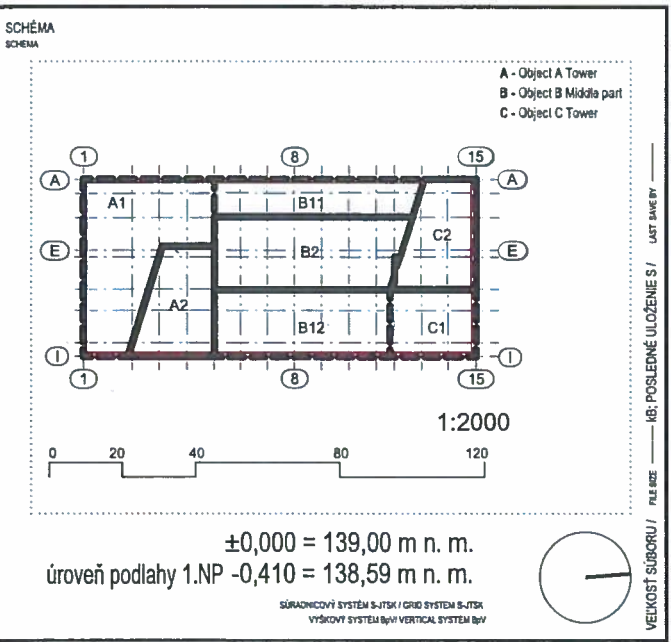 SCHÉMA
SCHEMA
A - Object A Tower
B - Object B Middle part
C - Object C Tower
1 8 15
A A
A1 B11
C2
E B2 E
A2
B12 C1
I I
1 8 15
1:2000
0 20 40 80 120
±0,000 = 139,00 m n. m.
úroveň podlahy 1.NP -0,410 = 138,59 m n. m.
SÚRADNICOVÝ SYSTÉM S-JTSK / GRID SYSTEM S-JTSK
VÝŠKOVÝ SYSTÉM BpV/ VERTICAL SYSTEM BpV
VEĽKOSŤ SÚBORU / FILE SIZE kB; POSLEDNÉ ULOŽENIE S / LAST SAVE BY